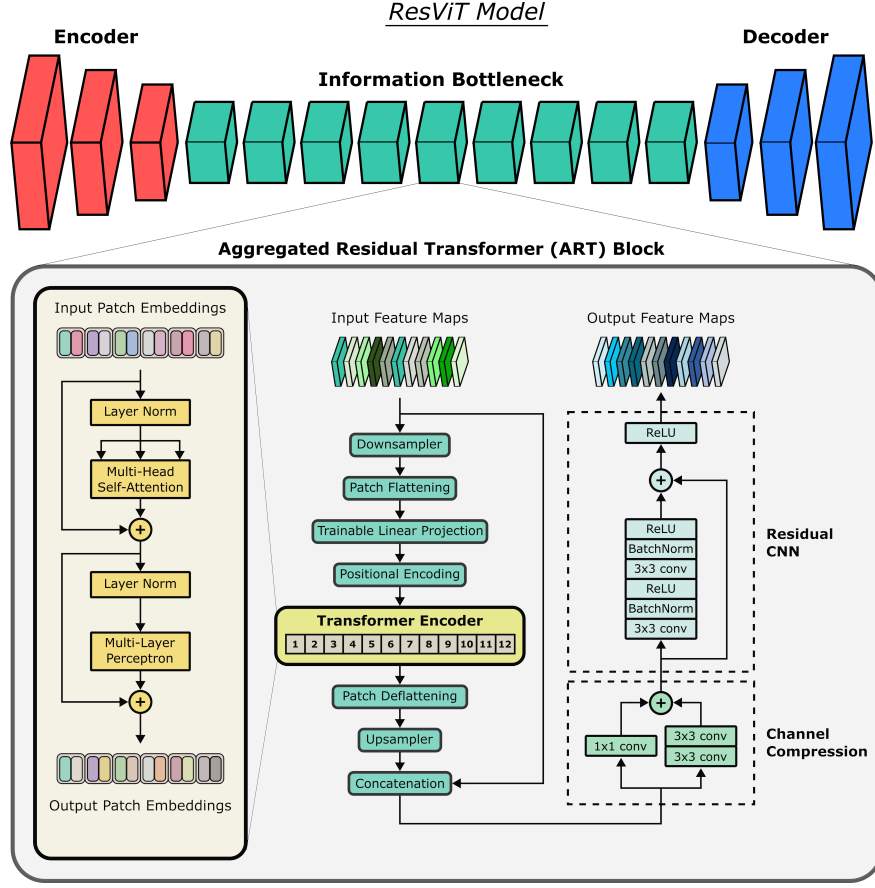 ResViT Model
Encoder
Decoder
Information Bottleneck
Aggregated Residual Transformer (ART) Block
Input Patch Embeddings
Layer Norm
Multi-Head
Self-Attention
+
Layer Norm
Multi-Layer
Perceptron
+
Output Patch Embeddings
Input Feature Maps
Downsampler
Patch Flattening
Trainable Linear Projection
Positional Encoding
Transformer Encoder
1 2 3 4 5 6 7 8 9 10 11 12
Patch Deflattening
Upsampler
Concatenation
Output Feature Maps
ReLU
+
ReLU
BatchNorm
3x3 conv
ReLU
BatchNorm
3x3 conv
Residual
CNN
+
1x1 conv
3x3 conv
3x3 conv
Channel
Compression